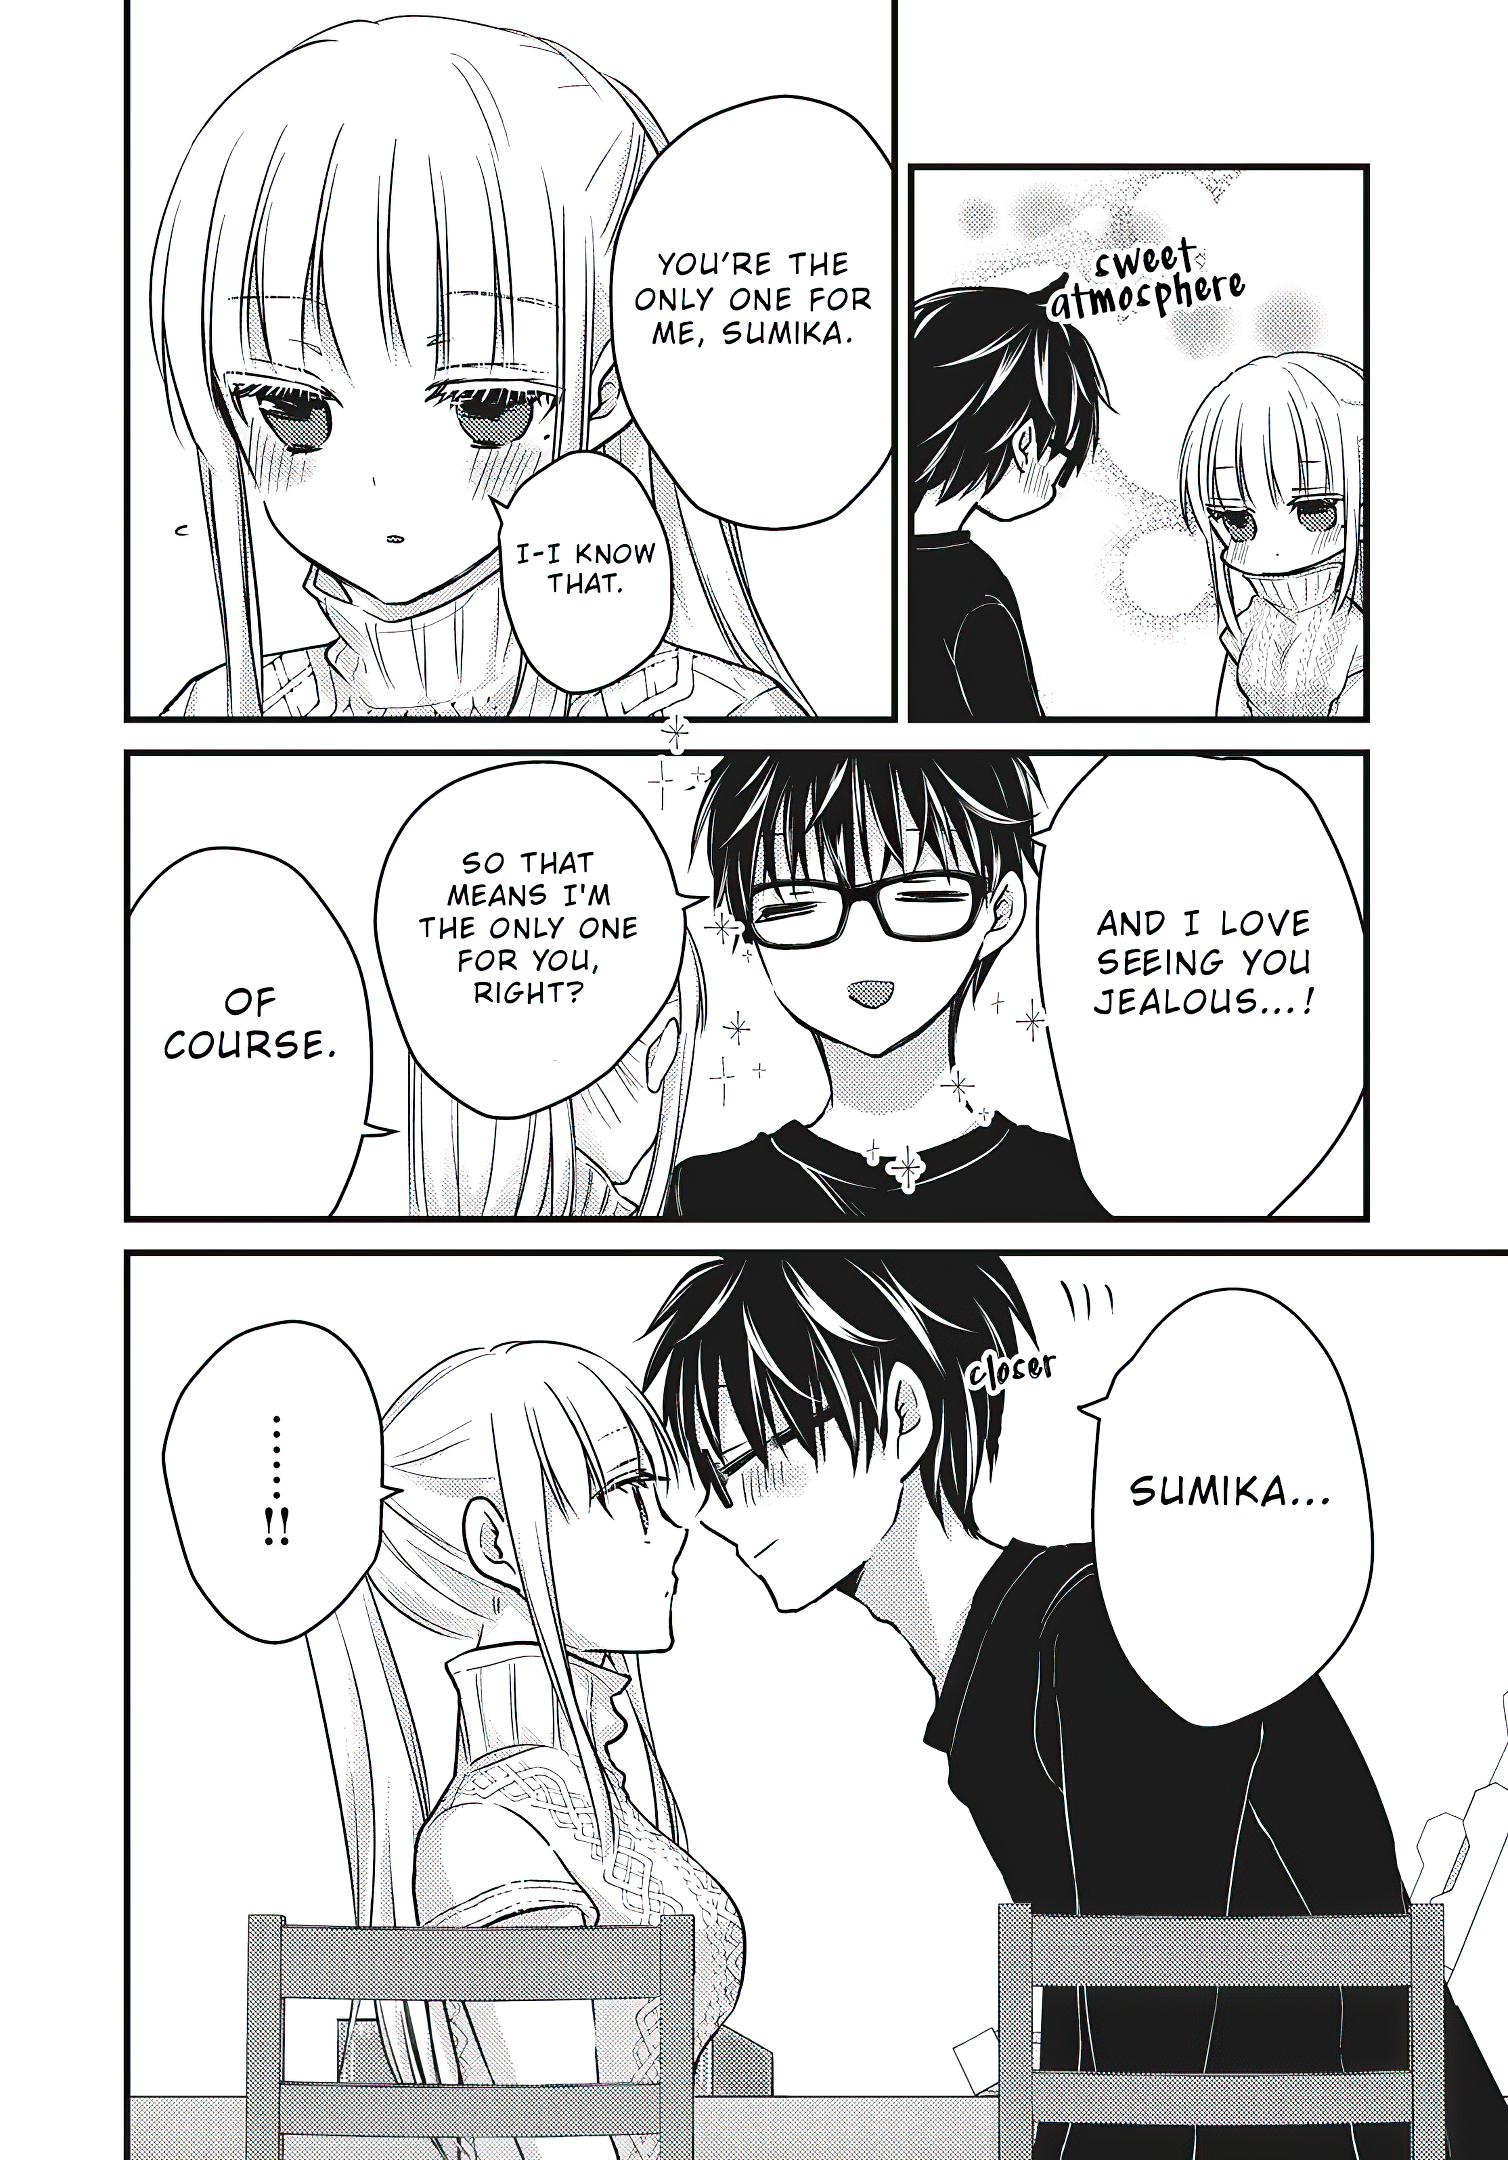 sweet
atmosphere
YOU'RE THE
ONLY ONE FOR
ME, SUMIKA.
I-I KNOW
THAT.
AND I LOVE
SEEING YOU
JEALOUS...!
SO THAT
MEANS I'M
THE ONLY ONE
FOR YOU,
RIGHT?
OF
COURSE.
SUMIKA...
closer
.......!!